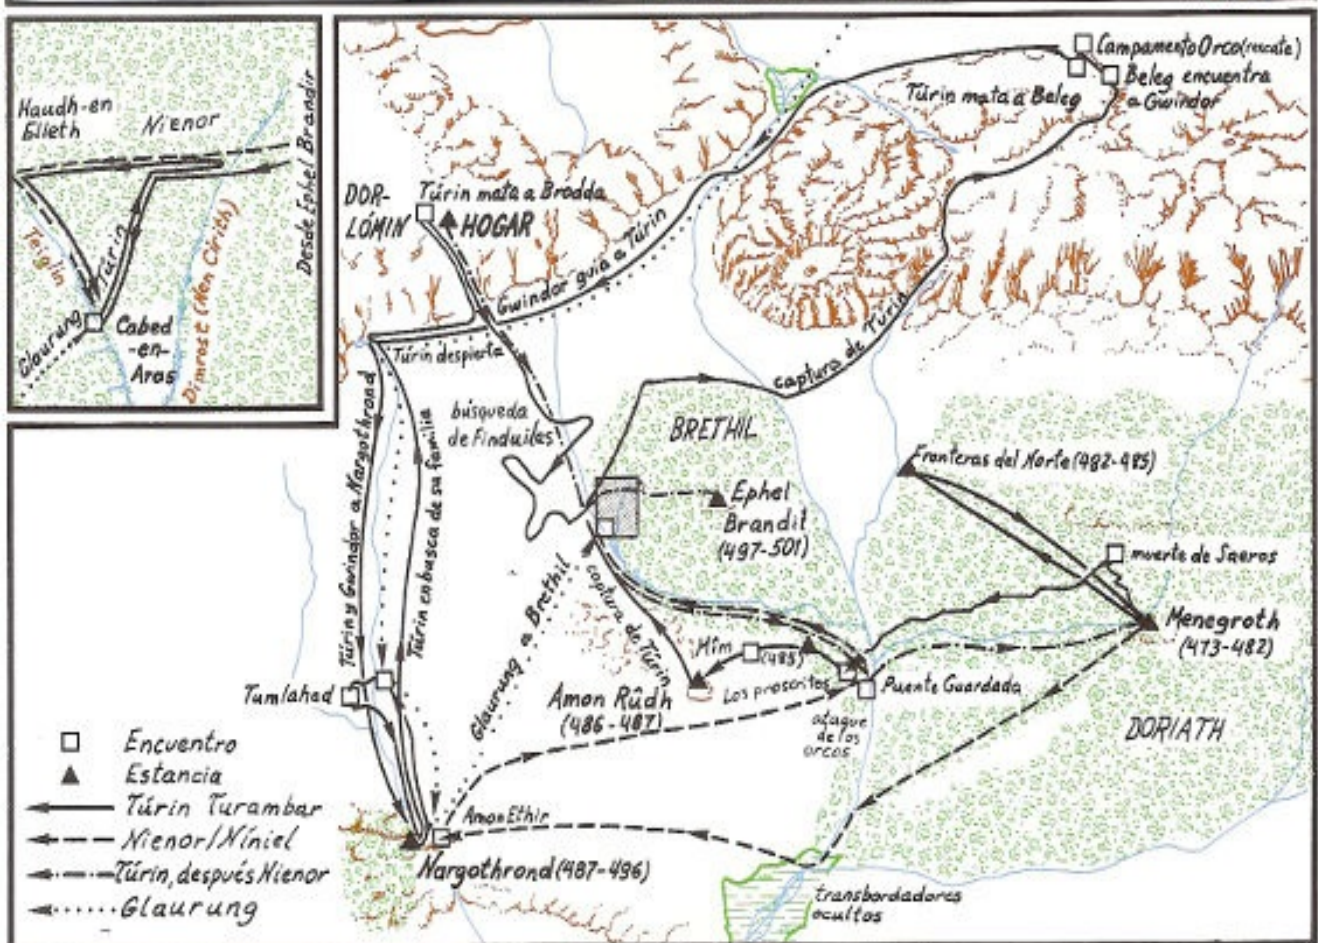 Haudh-en
Elleth
Nienor
Desde Ephel Brandir
Teiglin
Túrin
Dimrost (Nen Cirith)
Glaurung
Cabed
-en-
Aras
Campamento Orco (rescate)
Beleg encuentra
a Gwindor
Túrin mata a Beleg
DOR-
LÓMIN
Túrin mata a Brodda
HOGAR
Gwindor guía a Túrin
Túrin despierta
captura de Túrin
búsqueda
de Finduilas
BRETHIL
Fronteras del Norte (482-485)
Ephel
Brandit
(497-501)
muerte de Saeros
Menegroth
(473-482)
Túrin y Gwindor a Nargothrond
Túrin en busca de su familia
Glaurung a Brethil
captura de Túrin
Mîm
(485)
Los proscritos
Puente Guardada
Amon Rûdh
(486-487)
ataque
de los
orcos
DORIATH
Tumlahad
Amon Ethir
Nargothrond (487-496)
transbordadores
ocultos
Encuentro
Estancia
Túrin Turambar
Nienor/Níniel
Túrin, después Nienor
Glaurung